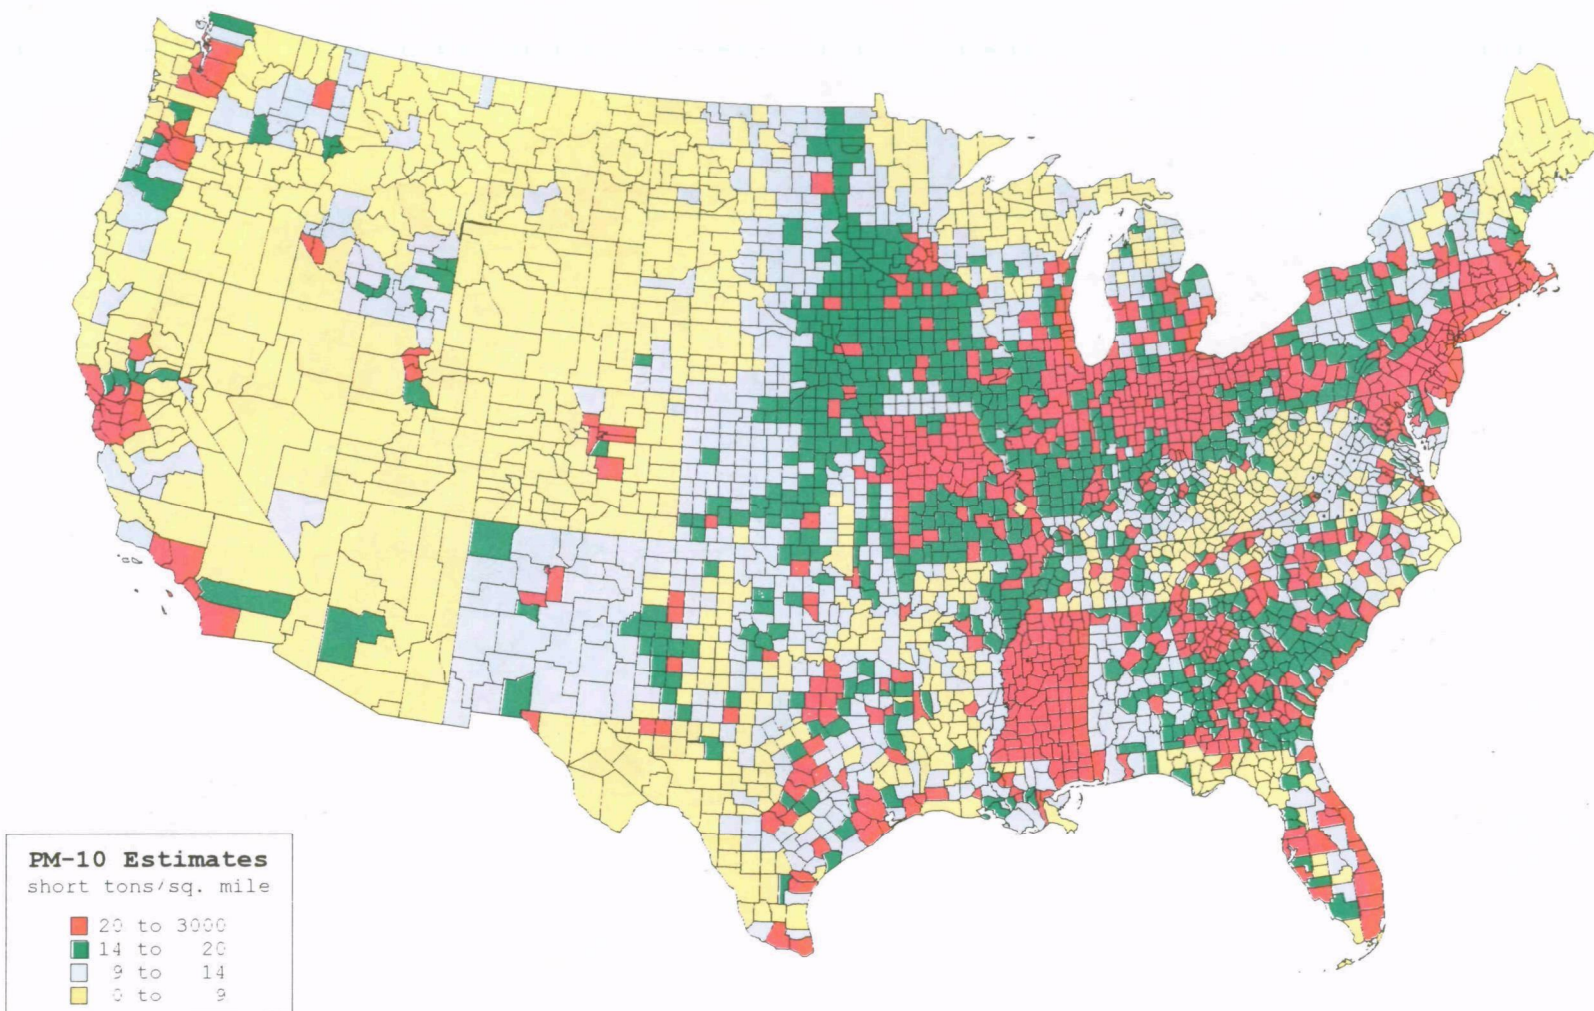 PM-10 Estimates
short tons/sq. mile
20 to 3000
14 to 20
9 to 14
0 to 9